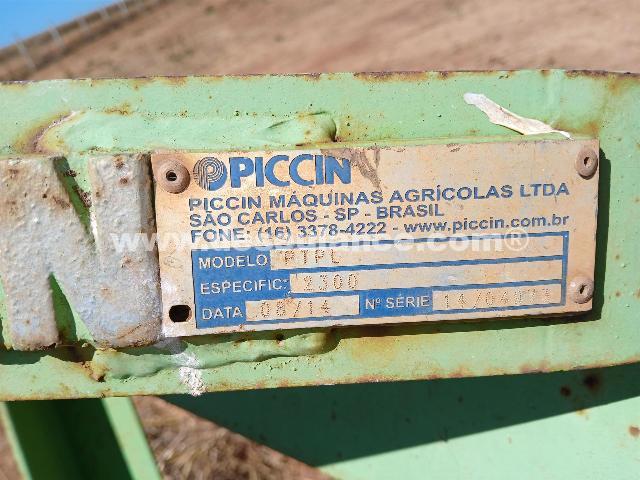 PICCIN
PICCIN MÁQUINAS AGRÍCOLAS LTDA
SÃO CARLOS - SP - BRASIL
FONE: (16) 3378-4222 - www.piccin.com.br
MODELO PTPL
ESPECIFIC: 2300
DATA 08/14 Nº SÉRIE
N